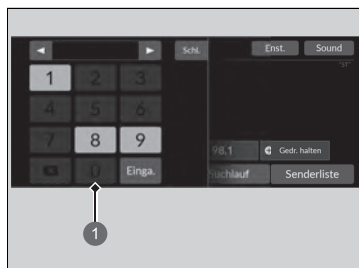 Schl.
Enst. Sound
"ST"
1 2 3
4 5 6
7 8 9
98.1 Gedr. halten
0 Einga. Suchlauf Senderliste
1